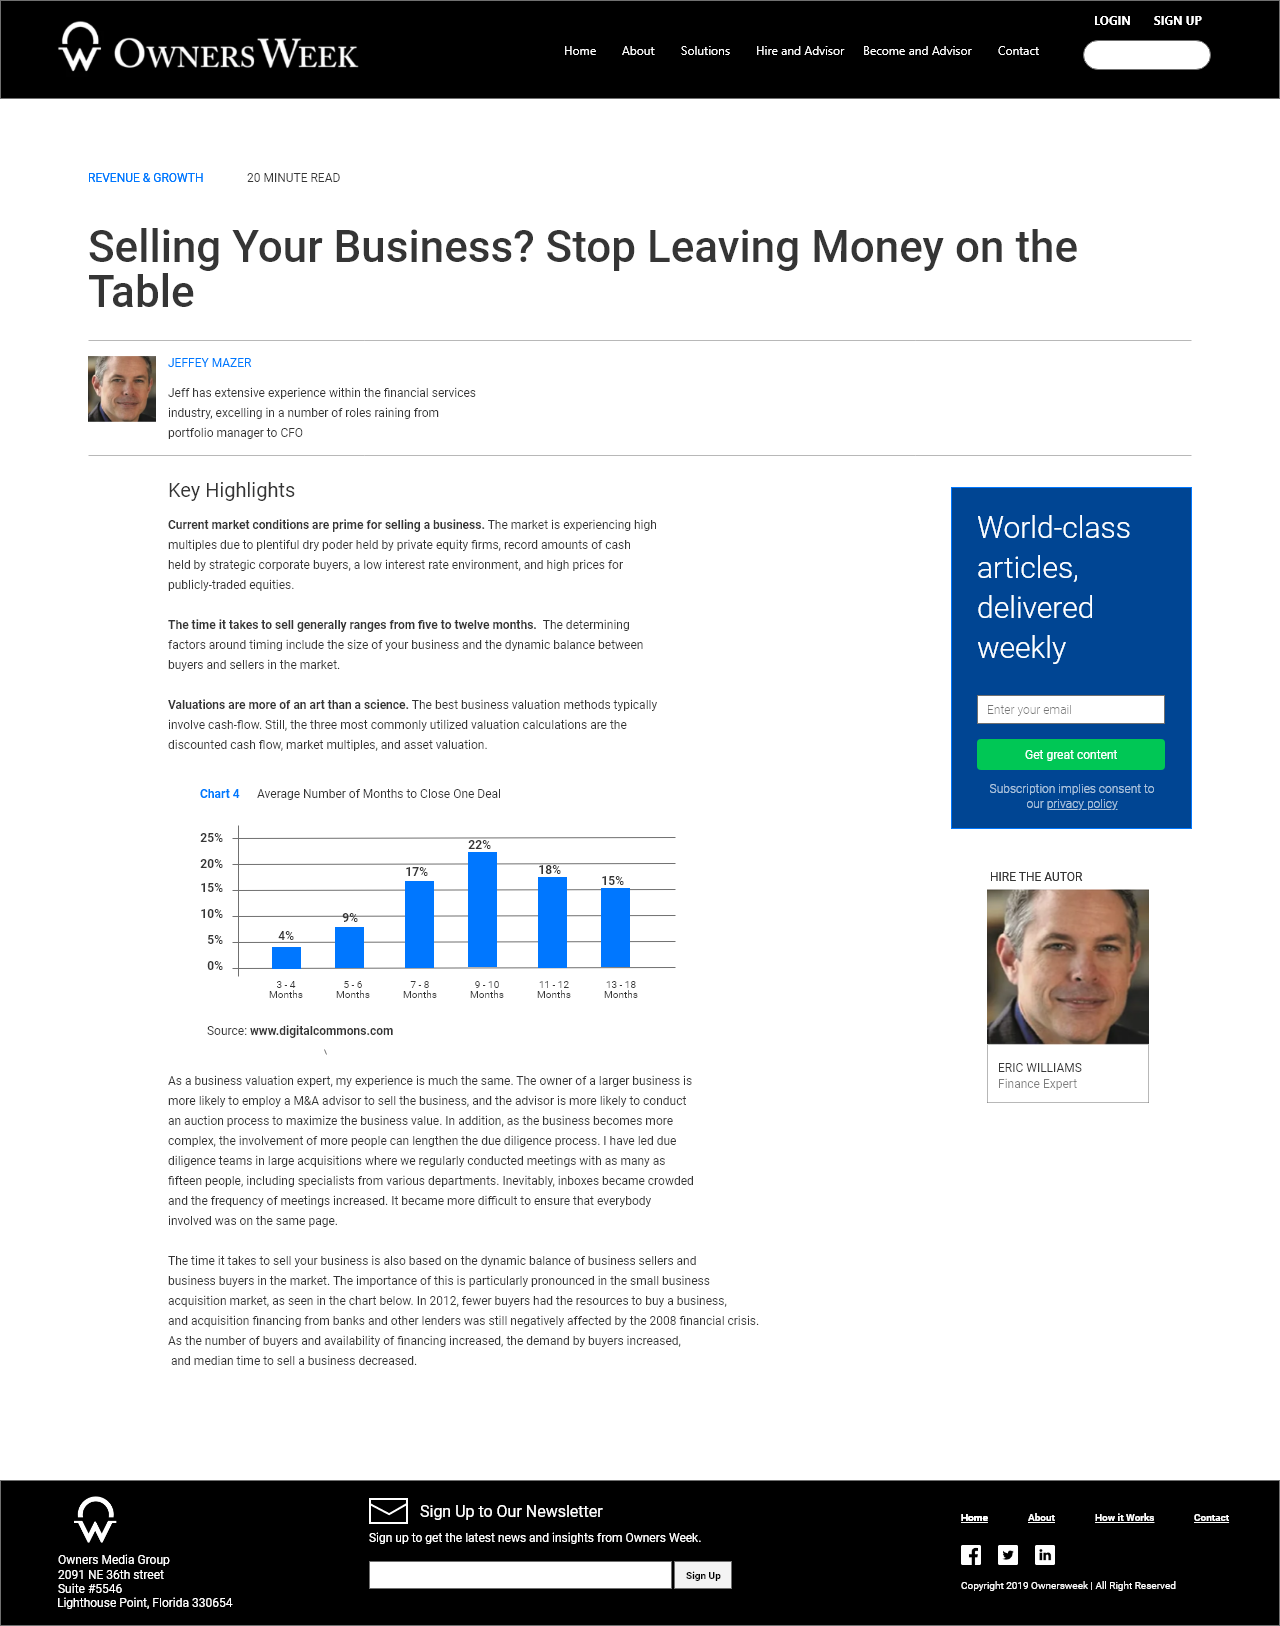 LOGIN SIGN UP
OWNERSWEEK
Home About Solutions Hire and Advisor Become and Advisor Contact
REVENUE & GROWTH 20 MINUTE READ
Selling Your Business? Stop Leaving Money on the
Table
JEFFEY MAZER
Jeff has extensive experience within the financial services
industry, excelling in a number of roles raining from
portfolio manager to CFO
Key Highlights
Current market conditions are prime for selling a business. The market is experiencing high
multiples due to plentiful dry poder held by private equity firms, record amounts of cash
held by strategic corporate buyers, a low interest rate environment, and high prices for
publicly-traded equities.
The time it takes to sell generally ranges from five to twelve months. The determining
factors around timing include the size of your business and the dynamic balance between
buyers and sellers in the market.
Valuations are more of an art than a science. The best business valuation methods typically
involve cash-flow. Still, the three most commonly utilized valuation calculations are the
discounted cash flow, market multiples, and asset valuation.
Chart 4 Average Number of Months to Close One Deal
25%
20%
15%
10%
5%
0%
4%
9%
17%
22%
18%
15%
3 - 4
Months
5 - 6
Months
7 - 8
Months
9 - 10
Months
11 - 12
Months
13 - 18
Months
Source: www.digitalcommons.com
\
As a business valuation expert, my experience is much the same. The owner of a larger business is
more likely to employ a M&A advisor to sell the business, and the advisor is more likely to conduct
an auction process to maximize the business value. In addition, as the business becomes more
complex, the involvement of more people can lengthen the due diligence process. I have led due
diligence teams in large acquisitions where we regularly conducted meetings with as many as
fifteen people, including specialists from various departments. Inevitably, inboxes became crowded
and the frequency of meetings increased. It became more difficult to ensure that everybody
involved was on the same page.
The time it takes to sell your business is also based on the dynamic balance of business sellers and
business buyers in the market. The importance of this is particularly pronounced in the small business
acquisition market, as seen in the chart below. In 2012, fewer buyers had the resources to buy a business,
and acquisition financing from banks and other lenders was still negatively affected by the 2008 financial crisis.
As the number of buyers and availability of financing increased, the demand by buyers increased,
and median time to sell a business decreased.
World-class
articles,
delivered
weekly
Enter your email
Get great content
Subscription implies consent to
our privacy policy
HIRE THE AUTOR
ERIC WILLIAMS
Finance Expert
Owners Media Group
2091 NE 36th street
Suite #5546
Lighthouse Point, Florida 330654
Sign Up to Our Newsletter
Sign up to get the latest news and insights from Owners Week.
Sign Up
Home About How it Works Contact
Copyright 2019 Ownersweek | All Right Reserved